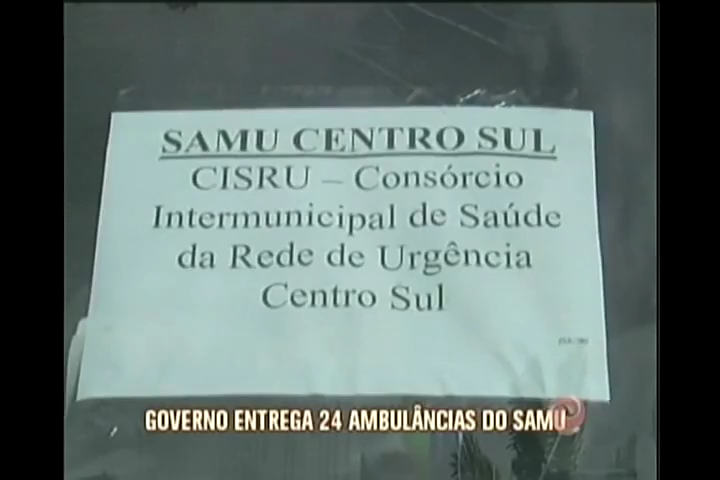 SAMU CENTRO SUL
CISRU – Consórcio
Intermunicipal de Saúde
da Rede de Urgência
Centro Sul
GOVERNO ENTREGA 24 AMBULÂNCIAS DO SAMU